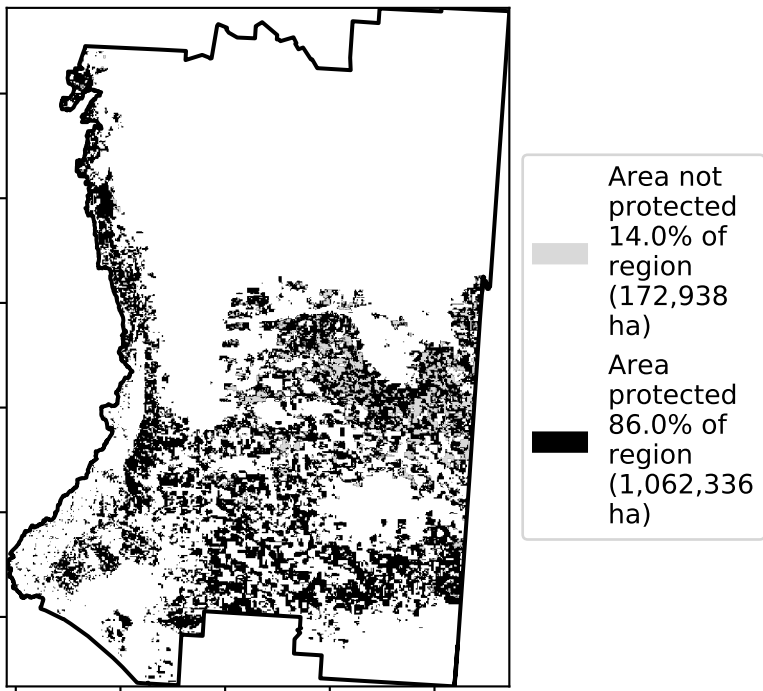 Area not
protected
14.0% of
region
(172,938
ha)
Area
protected
86.0% of
region
(1,062,336
ha)